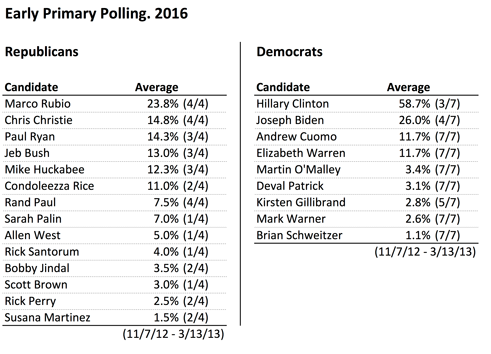 Early Primary Polling. 2016
Republicans
Candidate Average
Marco Rubio 23.8% (4/4)
Chris Christie 14.8% (4/4)
Paul Ryan 14.3% (3/4)
Jeb Bush 13.0% (3/4)
Mike Huckabee 12.3% (3/4)
Condoleezza Rice 11.0% (2/4)
Rand Paul 7.5% (4/4)
Sarah Palin 7.0% (1/4)
Allen West 5.0% (1/4)
Rick Santorum 4.0% (1/4)
Bobby Jindal 3.5% (2/4)
Scott Brown 3.0% (1/4)
Rick Perry 2.5% (2/4)
Susana Martinez 1.5% (2/4)
(11/7/12 - 3/13/13)
Democrats
Candidate Average
Hillary Clinton 58.7% (3/7)
Joseph Biden 26.0% (4/7)
Andrew Cuomo 11.7% (7/7)
Elizabeth Warren 11.7% (7/7)
Martin O'Malley 3.4% (7/7)
Deval Patrick 3.1% (7/7)
Kirsten Gillibrand 2.8% (5/7)
Mark Warner 2.6% (7/7)
Brian Schweitzer 1.1% (7/7)
(11/7/12 - 3/13/13)